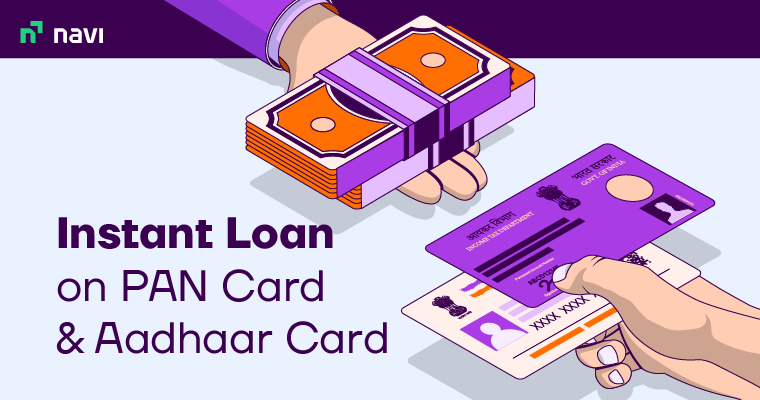 navi
Instant Loan
on PAN Card
& Aadhaar Card
आयकर विभाग
INCOME TAX DEPARTMENT
भारत सरकार
GOVT. OF INDIA
XXXX XXXX XXXX